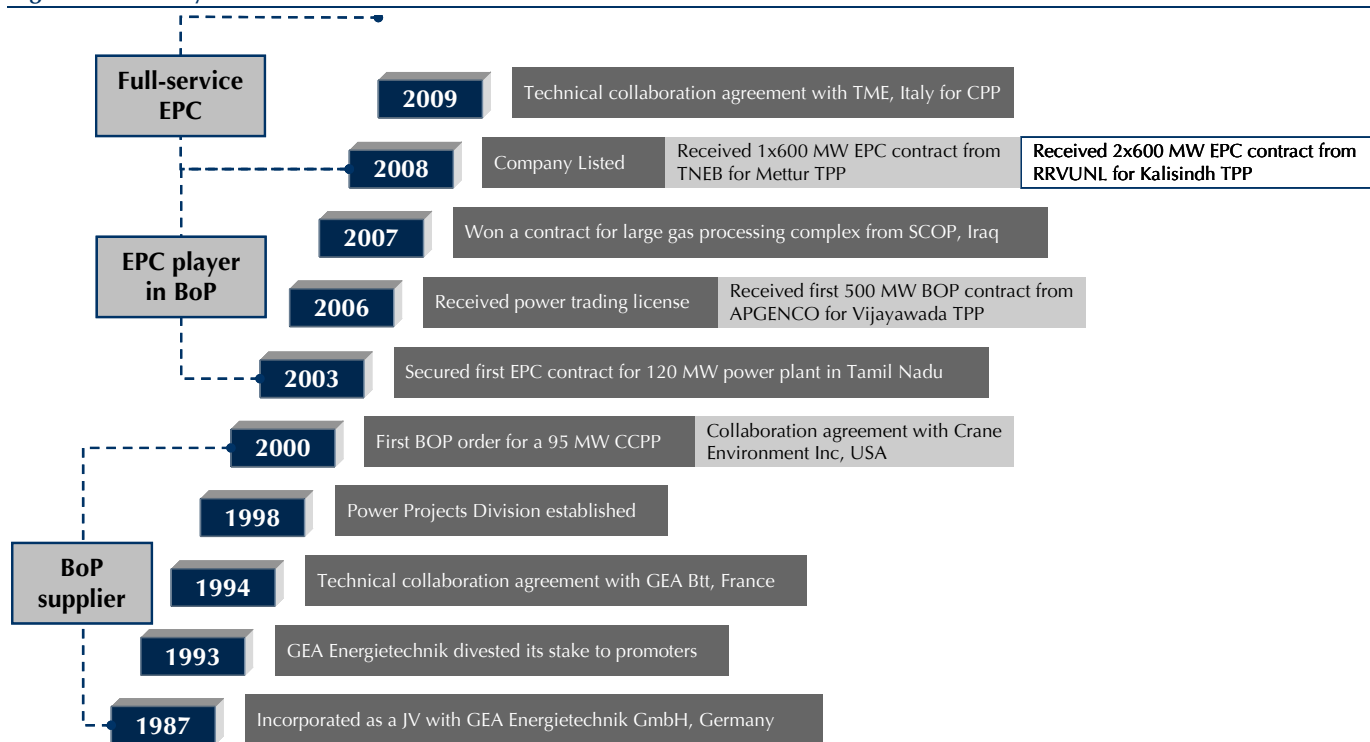 Full-service
EPC
2009
Technical collaboration agreement with TME, Italy for CPP
2008
Company Listed
Received 1x600 MW EPC contract from
TNEB for Mettur TPP
Received 2x600 MW EPC contract from
RRVUNL for Kalisindh TPP
2007
Won a contract for large gas processing complex from SCOP, Iraq
EPC player
in BoP
2006
Received power trading license
Received first 500 MW BOP contract from
APGENCO for Vijayawada TPP
2003
Secured first EPC contract for 120 MW power plant in Tamil Nadu
2000
First BOP order for a 95 MW CCPP
Collaboration agreement with Crane
Environment Inc, USA
1998
Power Projects Division established
BoP
supplier
1994
Technical collaboration agreement with GEA Btt, France
1993
GEA Energietechnik divested its stake to promoters
1987
Incorporated as a JV with GEA Energietechnik GmbH, Germany